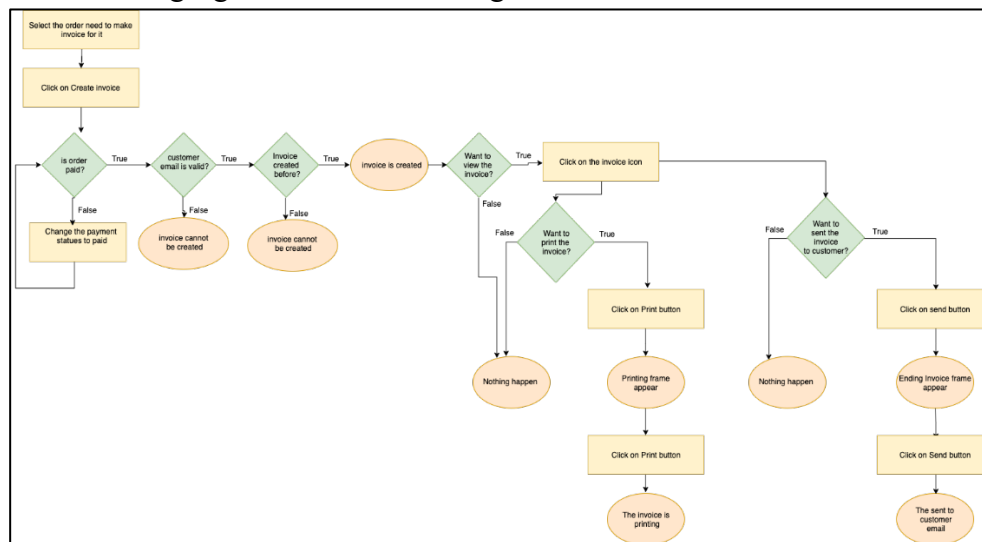 Select the order need to make
invoice for it
Click on Create invoice
is order
paid?
True
customer
email is valid?
True
Invoice
created
before?
True
invoice is created
Want to
view the
invoice?
True
Click on the invoice icon
False
Change the payment
statues to paid
False
invoice cannot
be created
False
invoice cannot
be created
False
False
Want to
print the
invoice?
True
False
Want to
sent the
invoice
to customer?
True
Click on Print button
Click on send button
Nothing happen
Printing frame
appear
Nothing happen
Ending Invoice frame
appear
Click on Print button
Click on Send button
The invoice is
printing
The sent to
customer
email